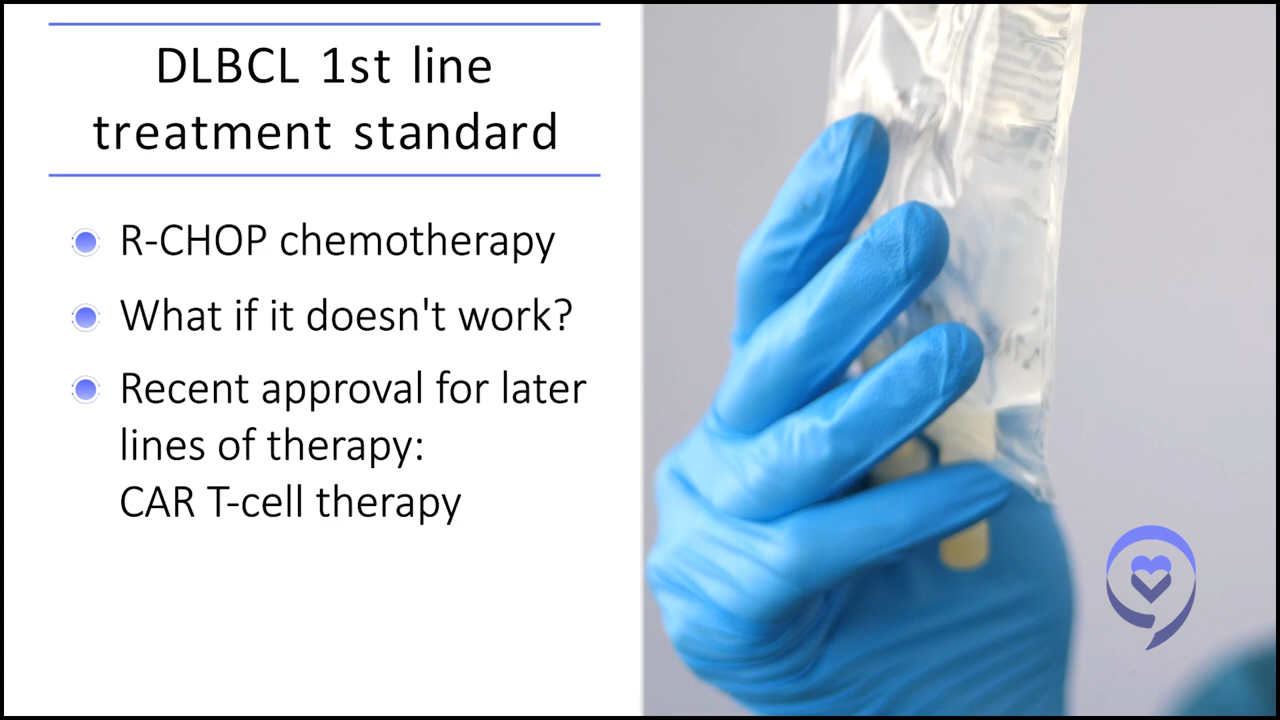 DLBCL 1st line
treatment standard
R-CHOP chemotherapy
What if it doesn't work?
Recent approval for later
lines of therapy:
CAR T-cell therapy